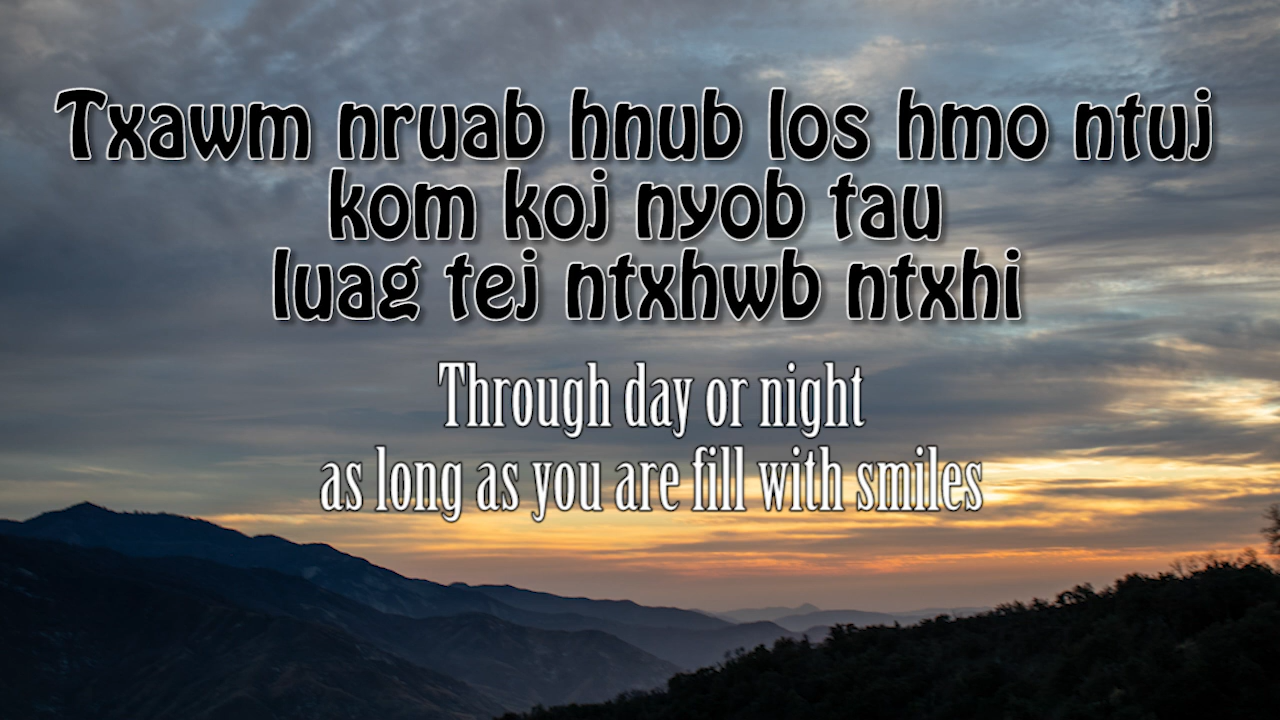 Txawm nruab hnub los hmo ntuj
kom koj nyob tau
luag tej ntxhwb ntxhi
Through day or night
as long as you are fill with smiles